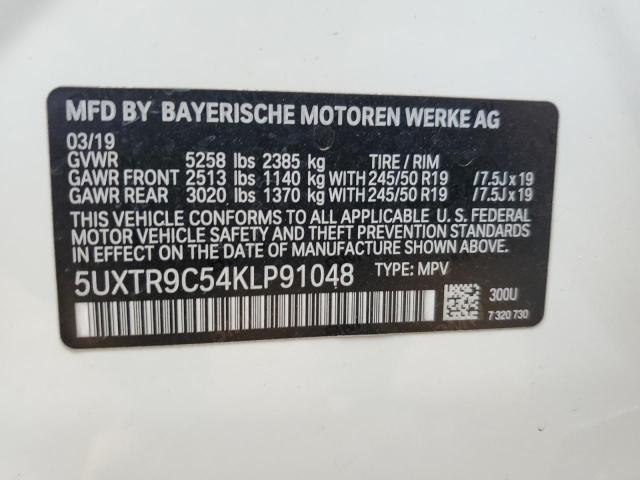 MFD BY BAYERISCHE MOTOREN WERKE AG
03/19
GVWR 5258 lbs 2385 kg TIRE / RIM
GAWR FRONT 2513 lbs 1140 kg WITH 245/50 R19 /7.5J x 19
GAWR REAR 3020 lbs 1370 kg WITH 245/50 R19 /7.5J x 19
THIS VEHICLE CONFORMS TO ALL APPLICABLE U. S. FEDERAL
MOTOR VEHICLE SAFETY AND THEFT PREVENTION STANDARDS
IN EFFECT ON THE DATE OF MANUFACTURE SHOWN ABOVE.
5UXTR9C54KLP91048 TYPE: MPV
300U
7 320 730